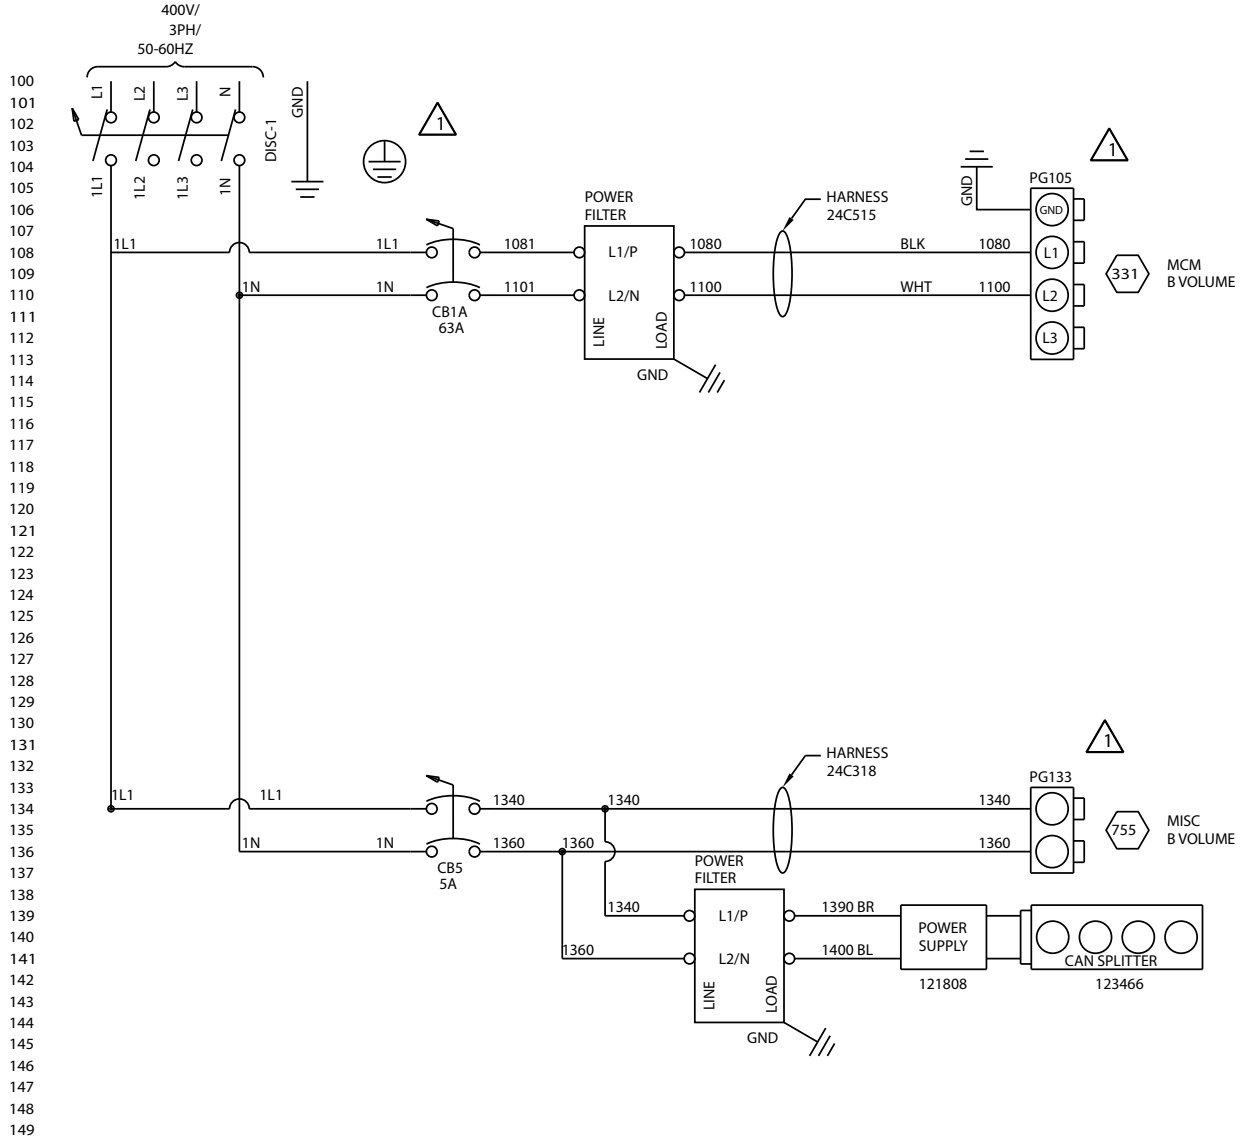 400V/
3PH/
50-60HZ
100
101
102
103
104
105
106
107
108
109
110
111
112
113
114
115
116
117
118
119
120
121
122
123
124
125
126
127
128
129
130
131
132
133
134
135
136
137
138
139
140
141
142
143
144
145
146
147
148
149
L1
L2
L3
N
GND
DISC-1
1L1
1L2
1L3
1N
1
1
GND
PG105
GND
L1
L2
L3
331
MCM
B VOLUME
POWER
FILTER
HARNESS
24C515
1L1
1L1
1081
L1/P
1080
BLK
1080
1N
1N
1101
L2/N
1100
WHT
1100
CB1A
63A
LINE
LOAD
GND
1
HARNESS
24C318
PG133
1L1
1L1
1340
1340
1340
755
MISC
B VOLUME
1N
1N
1360
1360
1360
CB5
5A
POWER
FILTER
1340
L1/P
1390 BR
1360
L2/N
1400 BL
POWER
SUPPLY
CAN SPLITTER
121808
123466
LINE
LOAD
GND